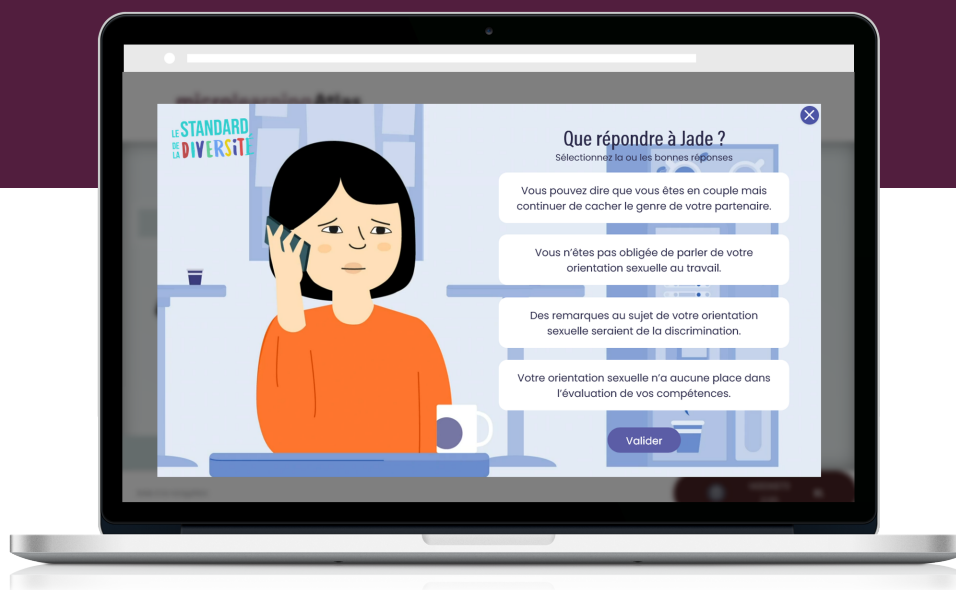 LE STANDARD
DE LA DIVERSiTÉ
Que répondre à Jade ?
Sélectionnez la ou les bonnes réponses
Vous pouvez dire que vous êtes en couple mais
continuer de cacher le genre de votre partenaire.
Vous n'êtes pas obligée de parler de votre
orientation sexuelle au travail.
Des remarques au sujet de votre orientation
sexuelle seraient de la discrimination.
Votre orientation sexuelle n'a aucune place dans
l'évaluation de vos compétences.
Valider